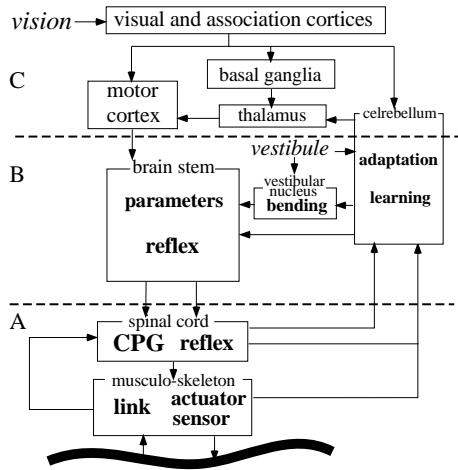 vision
visual and association cortices
C
basal ganglia
motor
cortex
thalamus
celrebellum
vestibule
adaptation
B
brain stem
vestibular
nucleus
bending
parameters
learning
reflex
A
spinal cord
CPG reflex
musculo-skeleton
link
actuator
sensor